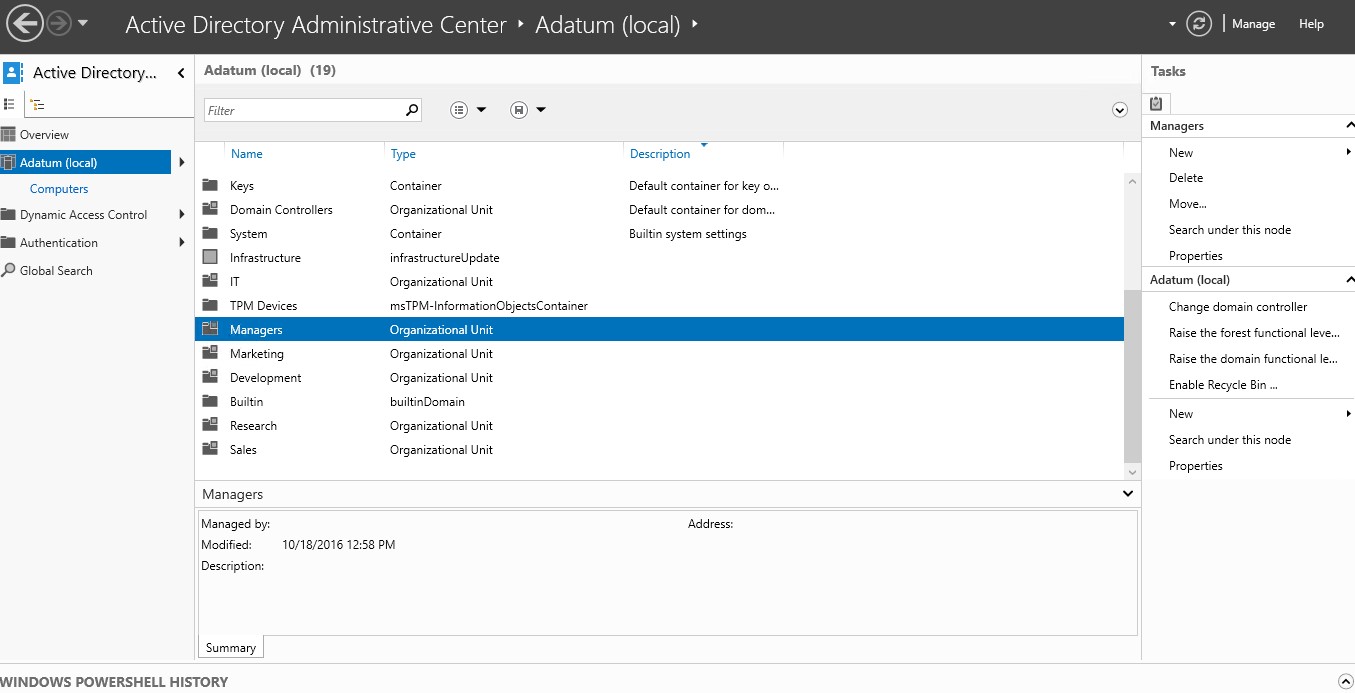 Active Directory Administrative Center ‣ Adatum (local) ‣
Manage Help
Active Directory...
Overview
Adatum (local)
Computers
Dynamic Access Control
Authentication
Global Search
Adatum (local) (19)
Filter
Name Type Description
Keys Container Default container for key o...
Domain Controllers Organizational Unit Default container for dom...
System Container Builtin system settings
Infrastructure infrastructureUpdate
IT Organizational Unit
TPM Devices msTPM-InformationObjectsContainer
Managers Organizational Unit
Marketing Organizational Unit
Development Organizational Unit
Builtin builtinDomain
Research Organizational Unit
Sales Organizational Unit
Managers
Managed by: Address:
Modified: 10/18/2016 12:58 PM
Description:
Summary
Tasks
Managers
New
Delete
Move...
Search under this node
Properties
Adatum (local)
Change domain controller
Raise the forest functional leve...
Raise the domain functional le...
Enable Recycle Bin ...
New
Search under this node
Properties
WINDOWS POWERSHELL HISTORY